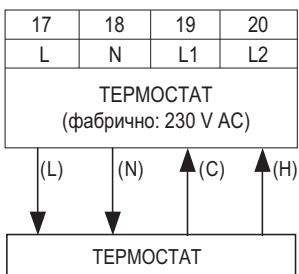 17 18 19 20
L N L1 L2
ТЕРМОСТАТ
(фабрично: 230 V AC)
(L) (N) (C) (H)
ТЕРМОСТАТ